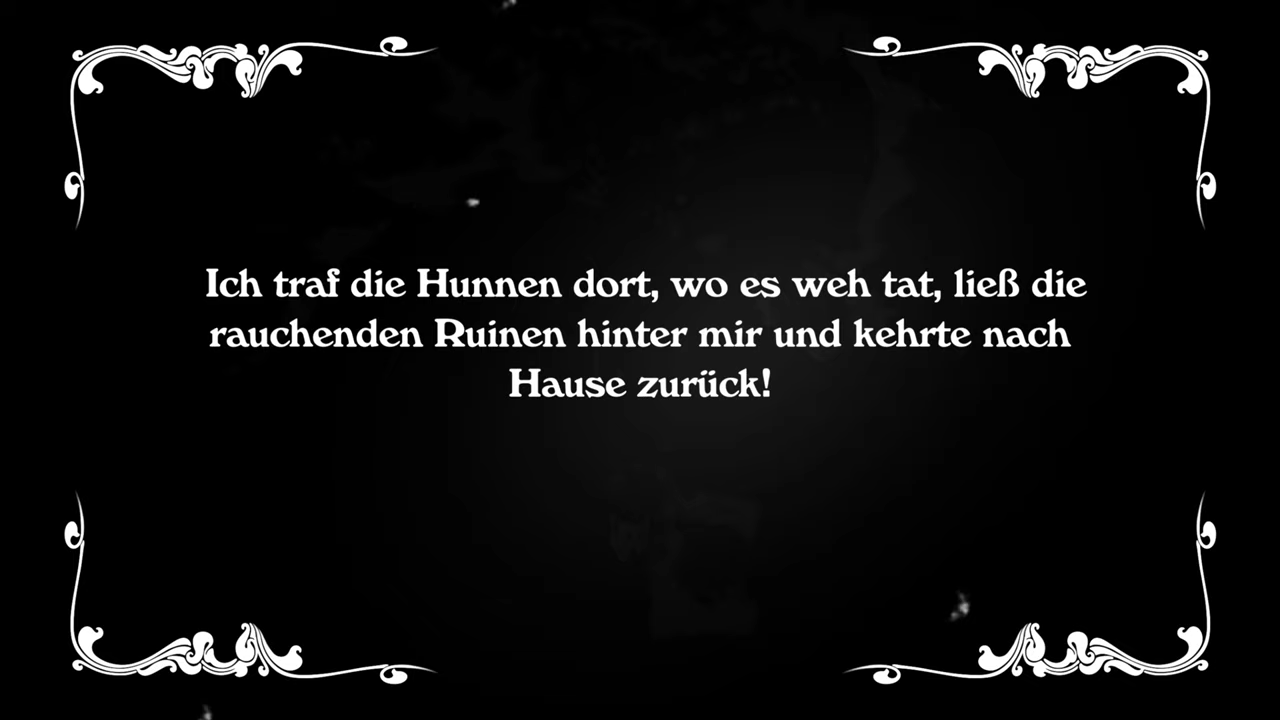 Ich traf die Hunnen dort, wo es weh tat, ließ die
rauchenden Ruinen hinter mir und kehrte nach
Hause zurück!